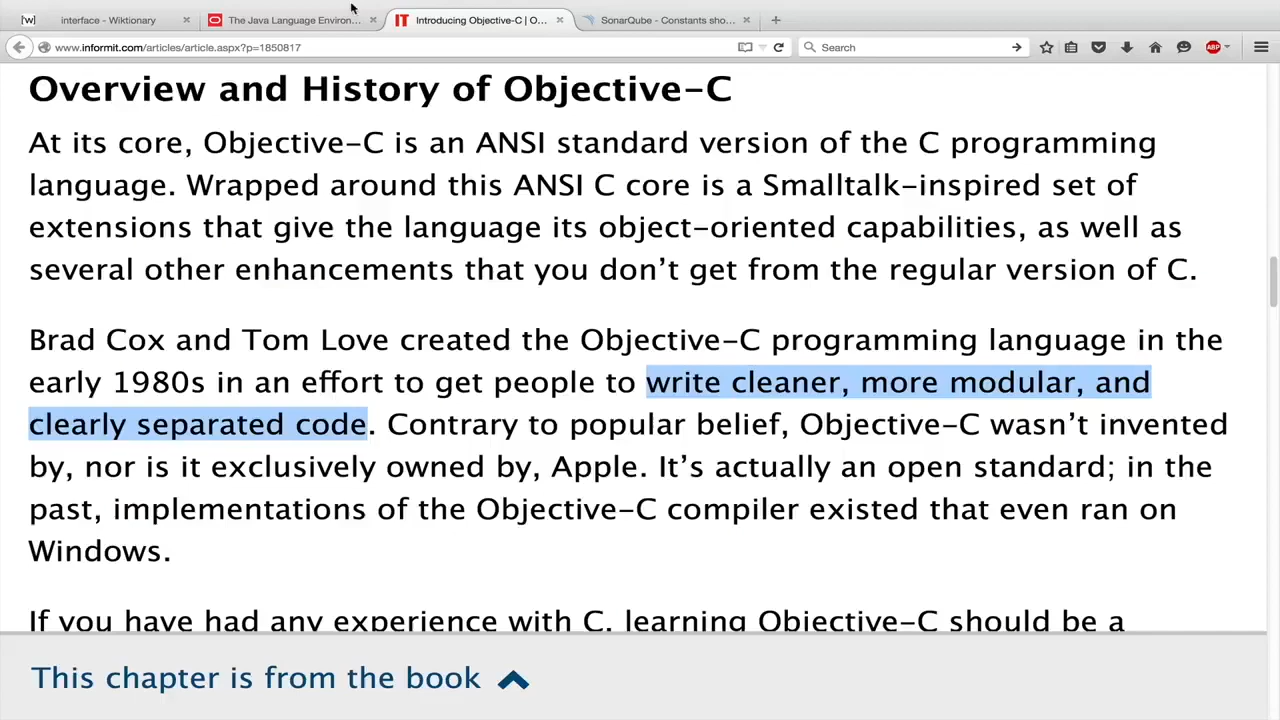 [w] interface - Wiktionary × The Java Language Environ... × IT Introducing Objective-C | O... × SonarQube - Constants sho... × +
www.informit.com/articles/article.aspx?p=1850817 Search ABP
Overview and History of Objective-C
At its core, Objective-C is an ANSI standard version of the C programming
language. Wrapped around this ANSI C core is a Smalltalk-inspired set of
extensions that give the language its object-oriented capabilities, as well as
several other enhancements that you don’t get from the regular version of C.
Brad Cox and Tom Love created the Objective-C programming language in the
early 1980s in an effort to get people to write cleaner, more modular, and
clearly separated code. Contrary to popular belief, Objective-C wasn’t invented
by, nor is it exclusively owned by, Apple. It’s actually an open standard; in the
past, implementations of the Objective-C compiler existed that even ran on
Windows.
If you have had any experience with C, learning Objective-C should be a
This chapter is from the book